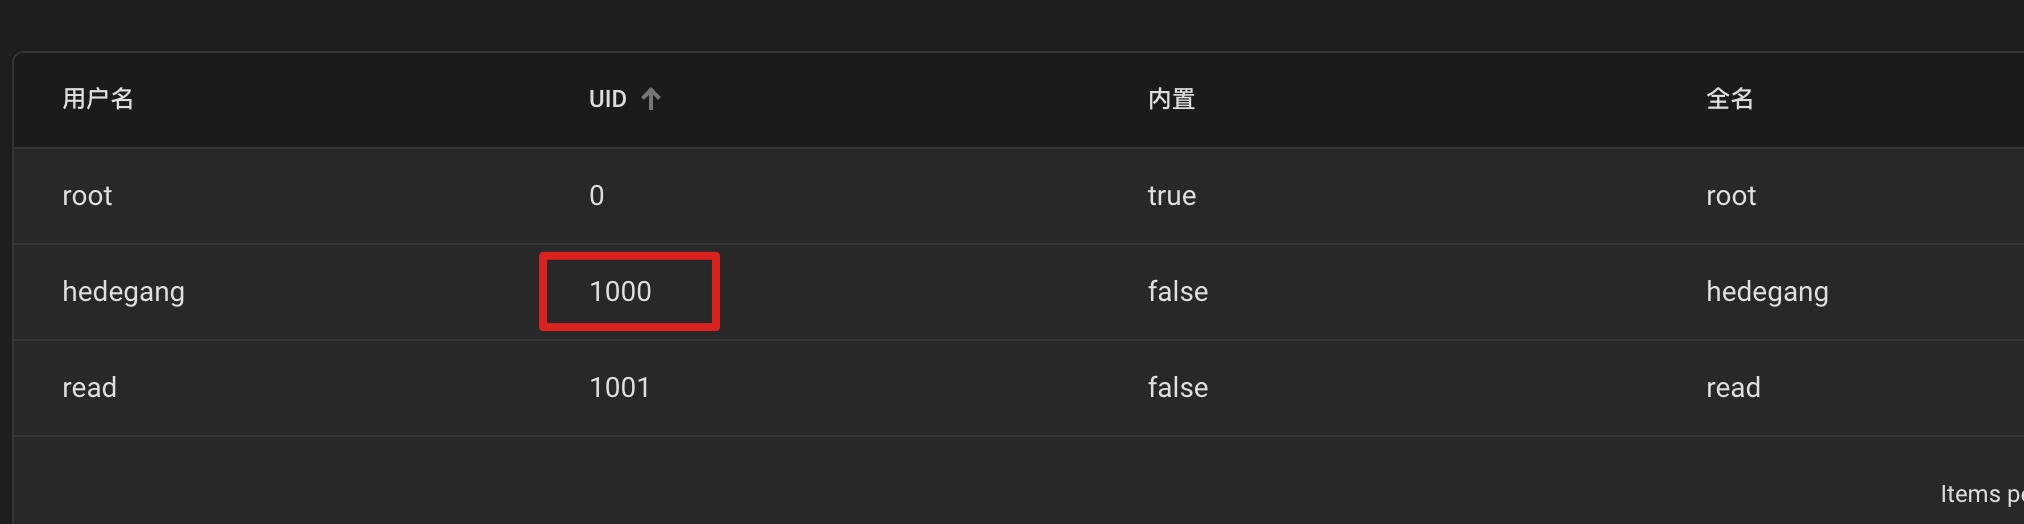 用户名 UID 内置 全名
root 0 true root
hedegang 1000 false hedegang
read 1001 false read
Items